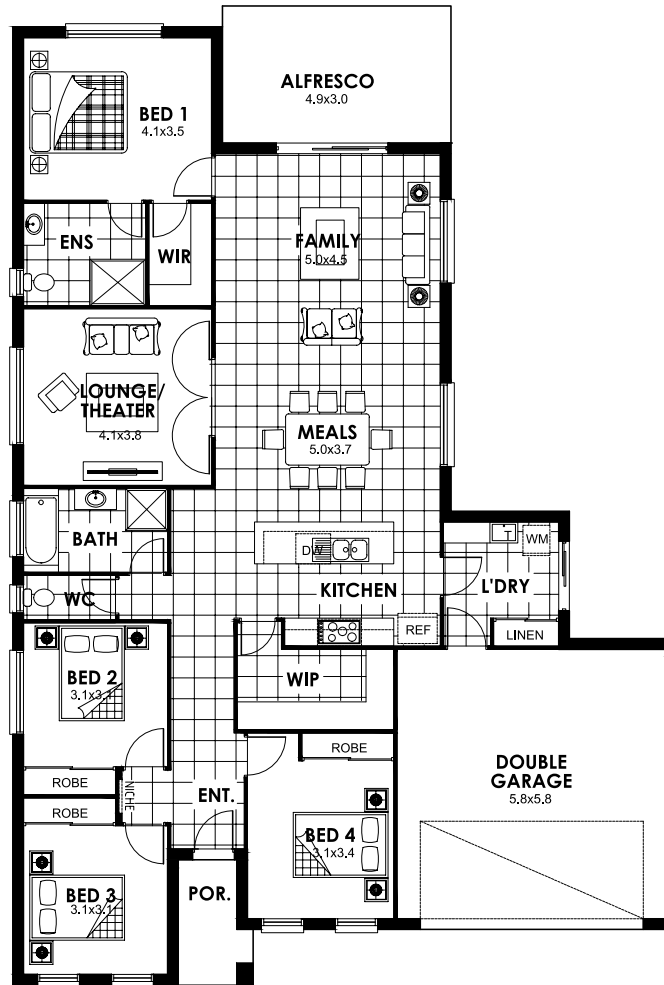 ALFRESCO
4.9x3.0
BED 1
4.1x3.5
ENS
WIR
FAMILY
5.0x4.5
LOUNGE/
THEATER
4.1x3.8
MEALS
5.0x3.7
BATH
DW
T
WM
WC
KITCHEN
L'DRY
REF
LINEN
BED 2
3.1x3.1
WIP
ROBE
ROBE
ROBE
NICHE
ENT.
DOUBLE
GARAGE
5.8x5.8
BED 4
3.1x3.4
BED 3
3.1x3.1
POR.